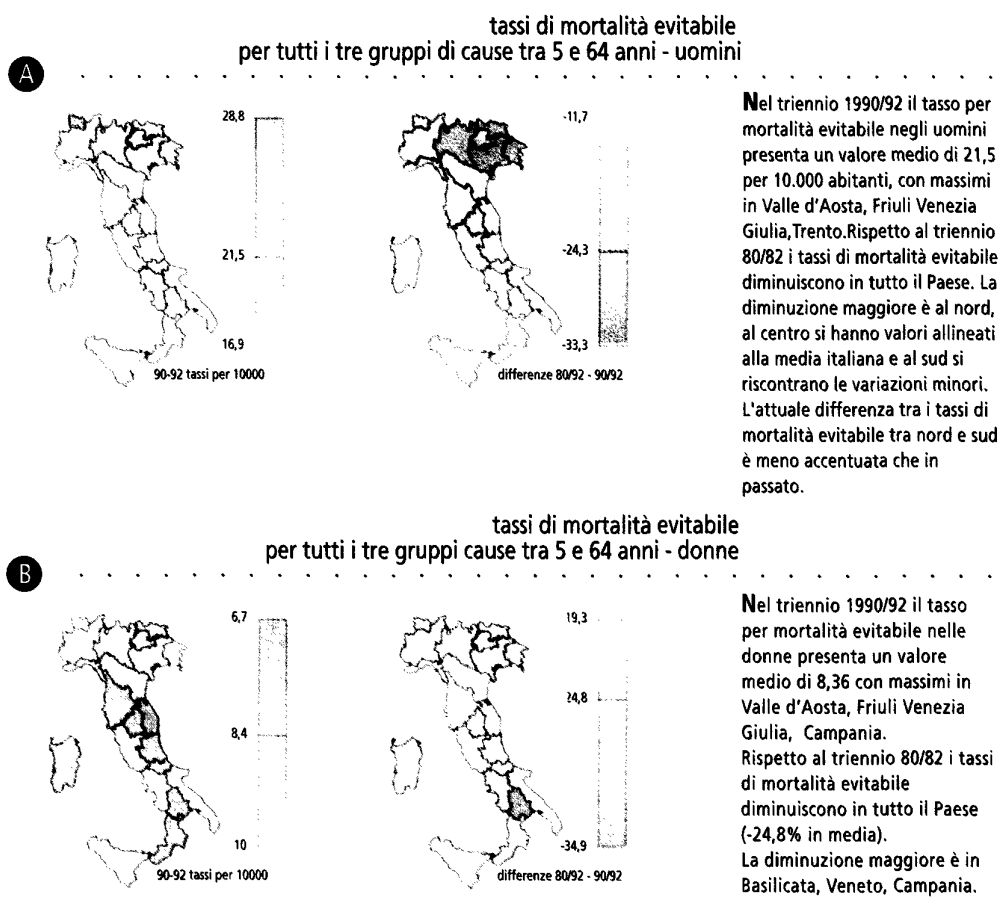 tassi di mortalità evitabile
per tutti i tre gruppi di cause tra 5 e 64 anni - uomini
A
28,8
21,5
16,9
90-92 tassi per 10000
-11,7
-24,3
-33,3
differenze 80/92 - 90/92
Nel triennio 1990/92 il tasso per
mortalità evitabile negli uomini
presenta un valore medio di 21,5
per 10.000 abitanti, con massimi
in Valle d'Aosta, Friuli Venezia
Giulia,Trento.Rispetto al triennio
80/82 i tassi di mortalità evitabile
diminuiscono in tutto il Paese. La
diminuzione maggiore è al nord,
al centro si hanno valori allineati
alla media italiana e al sud si
riscontrano le variazioni minori.
L'attuale differenza tra i tassi di
mortalità evitabile tra nord e sud
è meno accentuata che in
passato.
tassi di mortalità evitabile
per tutti i tre gruppi cause tra 5 e 64 anni - donne
B
6,7
8,4
10
90-92 tassi per 10000
19,3
24,8
-34,9
differenze 80/92 - 90/92
Nel triennio 1990/92 il tasso
per mortalità evitabile nelle
donne presenta un valore
medio di 8,36 con massimi in
Valle d'Aosta, Friuli Venezia
Giulia, Campania.
Rispetto al triennio 80/82 i tassi
di mortalità evitabile
diminuiscono in tutto il Paese
(-24,8% in media).
La diminuzione maggiore è in
Basilicata, Veneto, Campania.